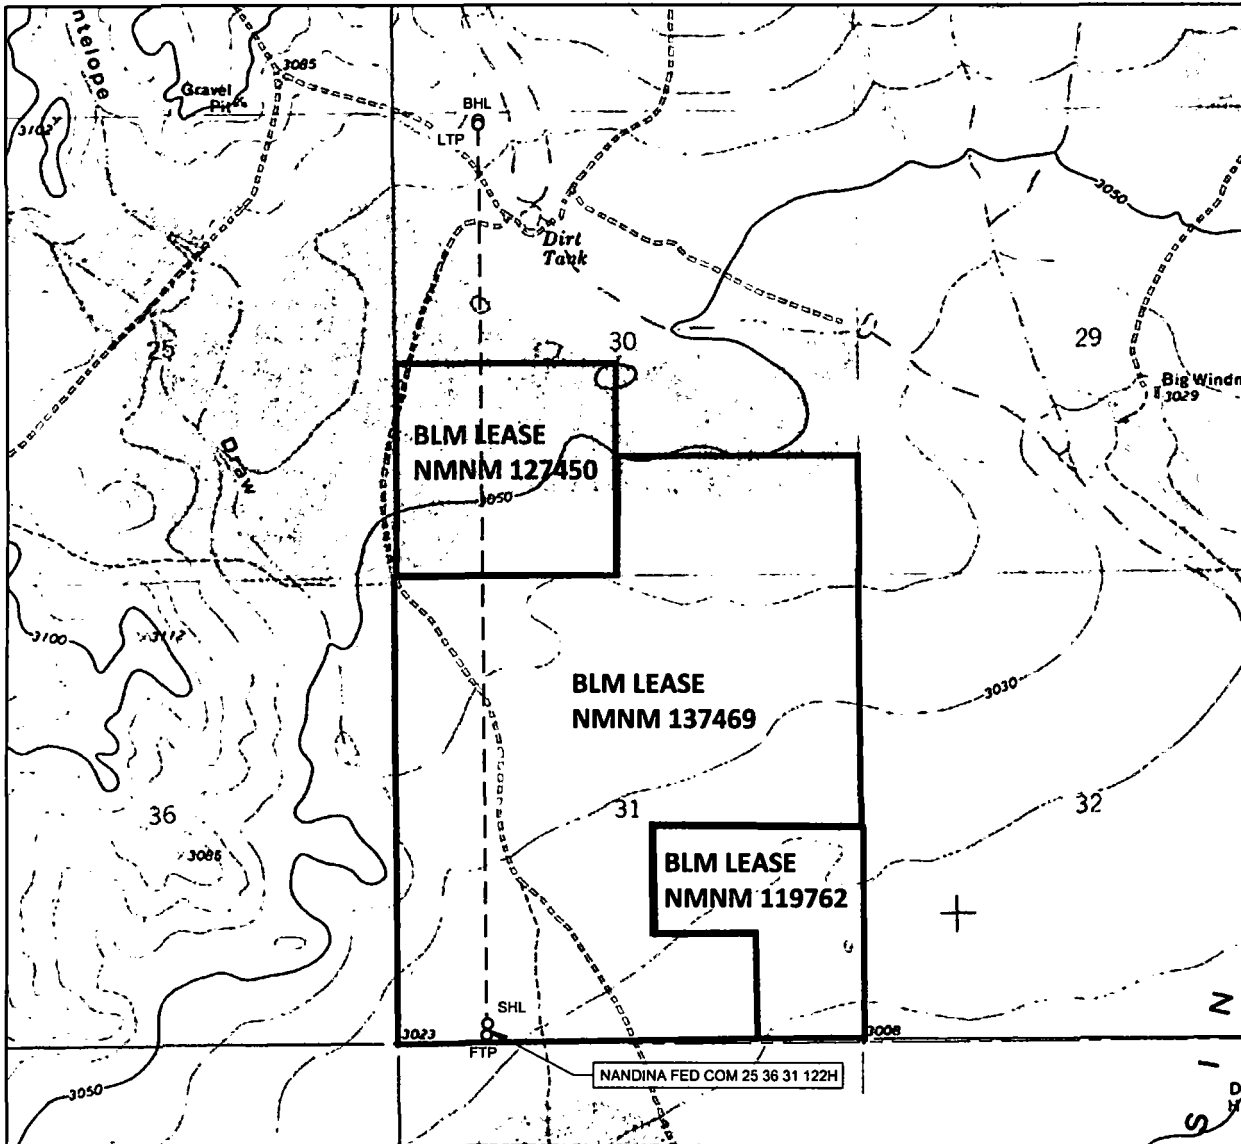 ntelope
3085
Gravel
Pit
3102
BHL
LTP
3050
Dirt
Tank
25
30
29
Big Windm
3029
BLM LEASE
NMNM 127450
Draw
3050
3100
3112
BLM LEASE
NMNM 137469
3030
36
31
32
3086
BLM LEASE
NMNM 119762
SHL
3023
FTP
3008
NANDINA FED COM 25 36 31 122H
3050
N
I
S
D
H